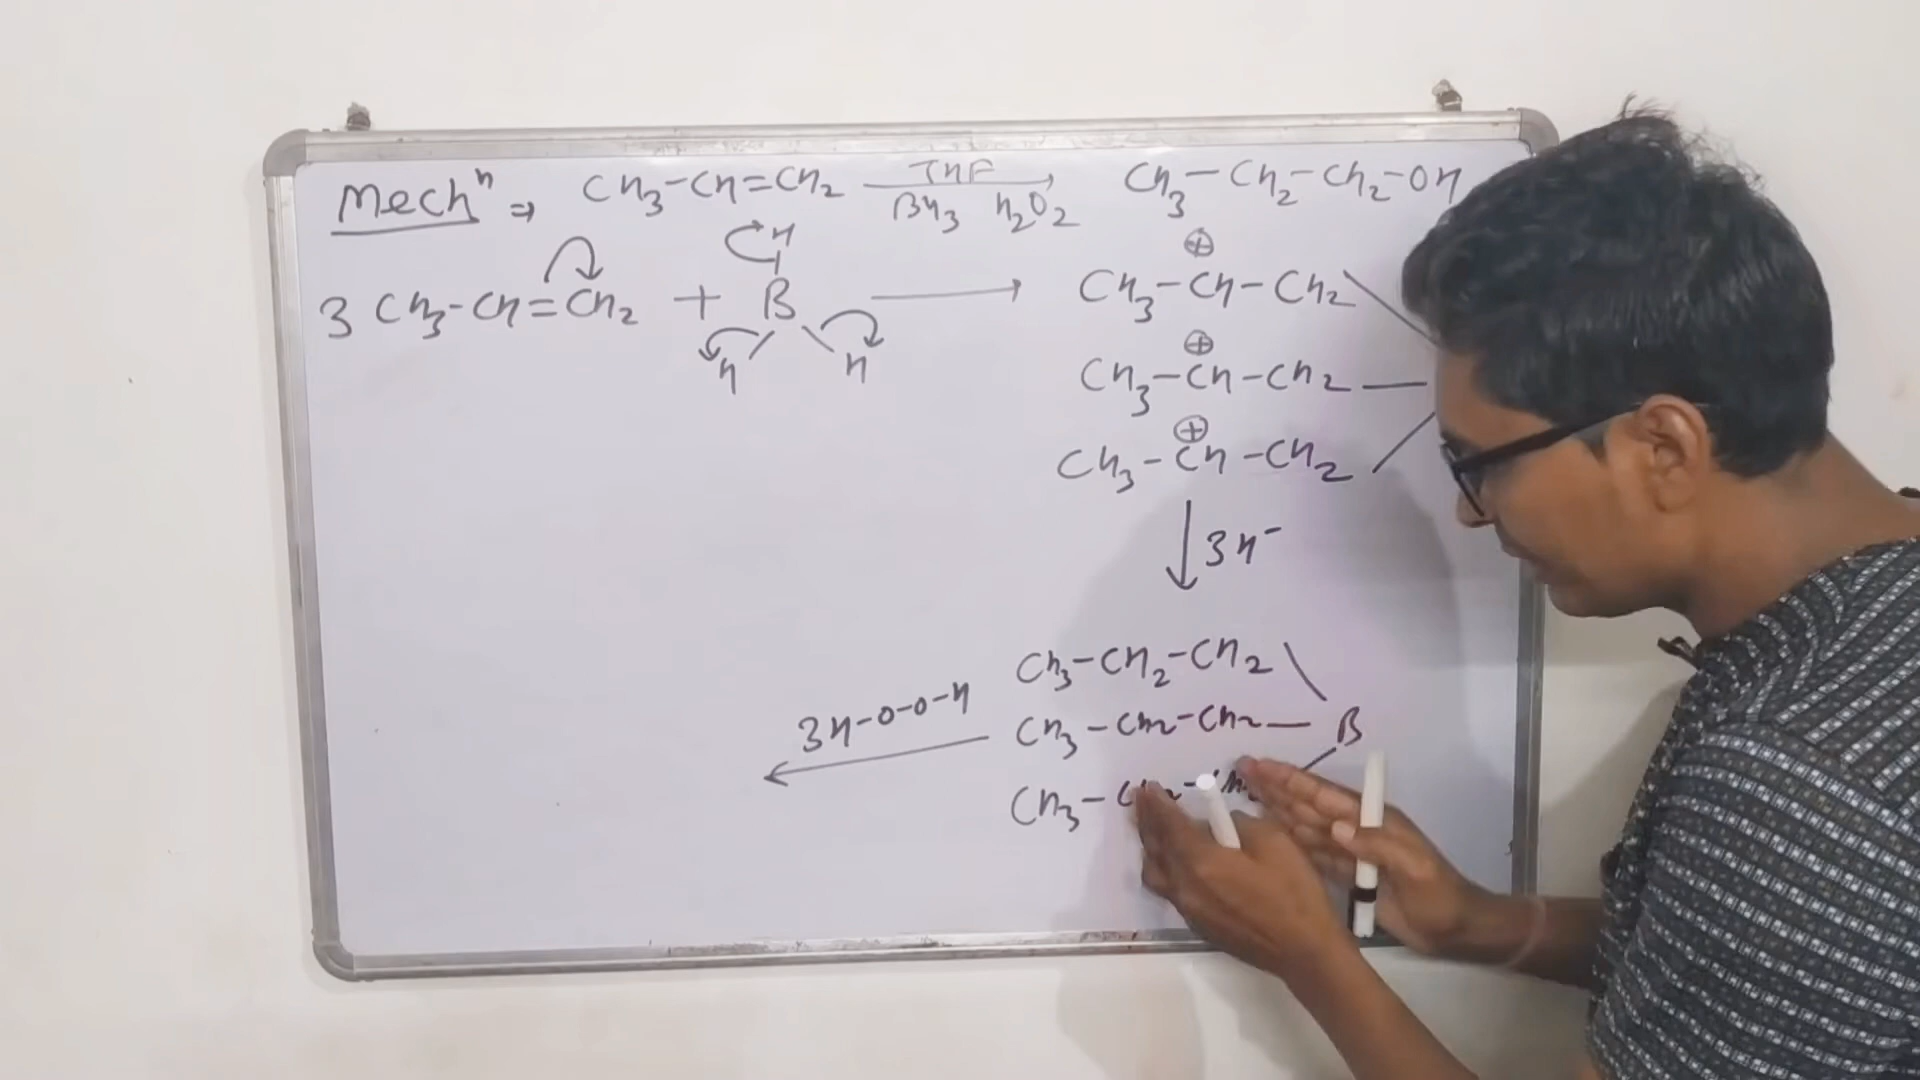 Mechⁿ ⇒ CH₃-CH=CH₂ —THF / BH₃ H₂O₂→ CH₃-CH₂-CH₂-OH
3 CH₃-CH=CH₂ + B H H H →
⊕
CH₃-CH-CH₂
⊕
CH₃-CH-CH₂
⊕
CH₃-CH-CH₂
↓ 3H⁻
CH₃-CH₂-CH₂
CH₃-CH₂-CH₂-B
CH₃-CH₂-
3H-O-O-H